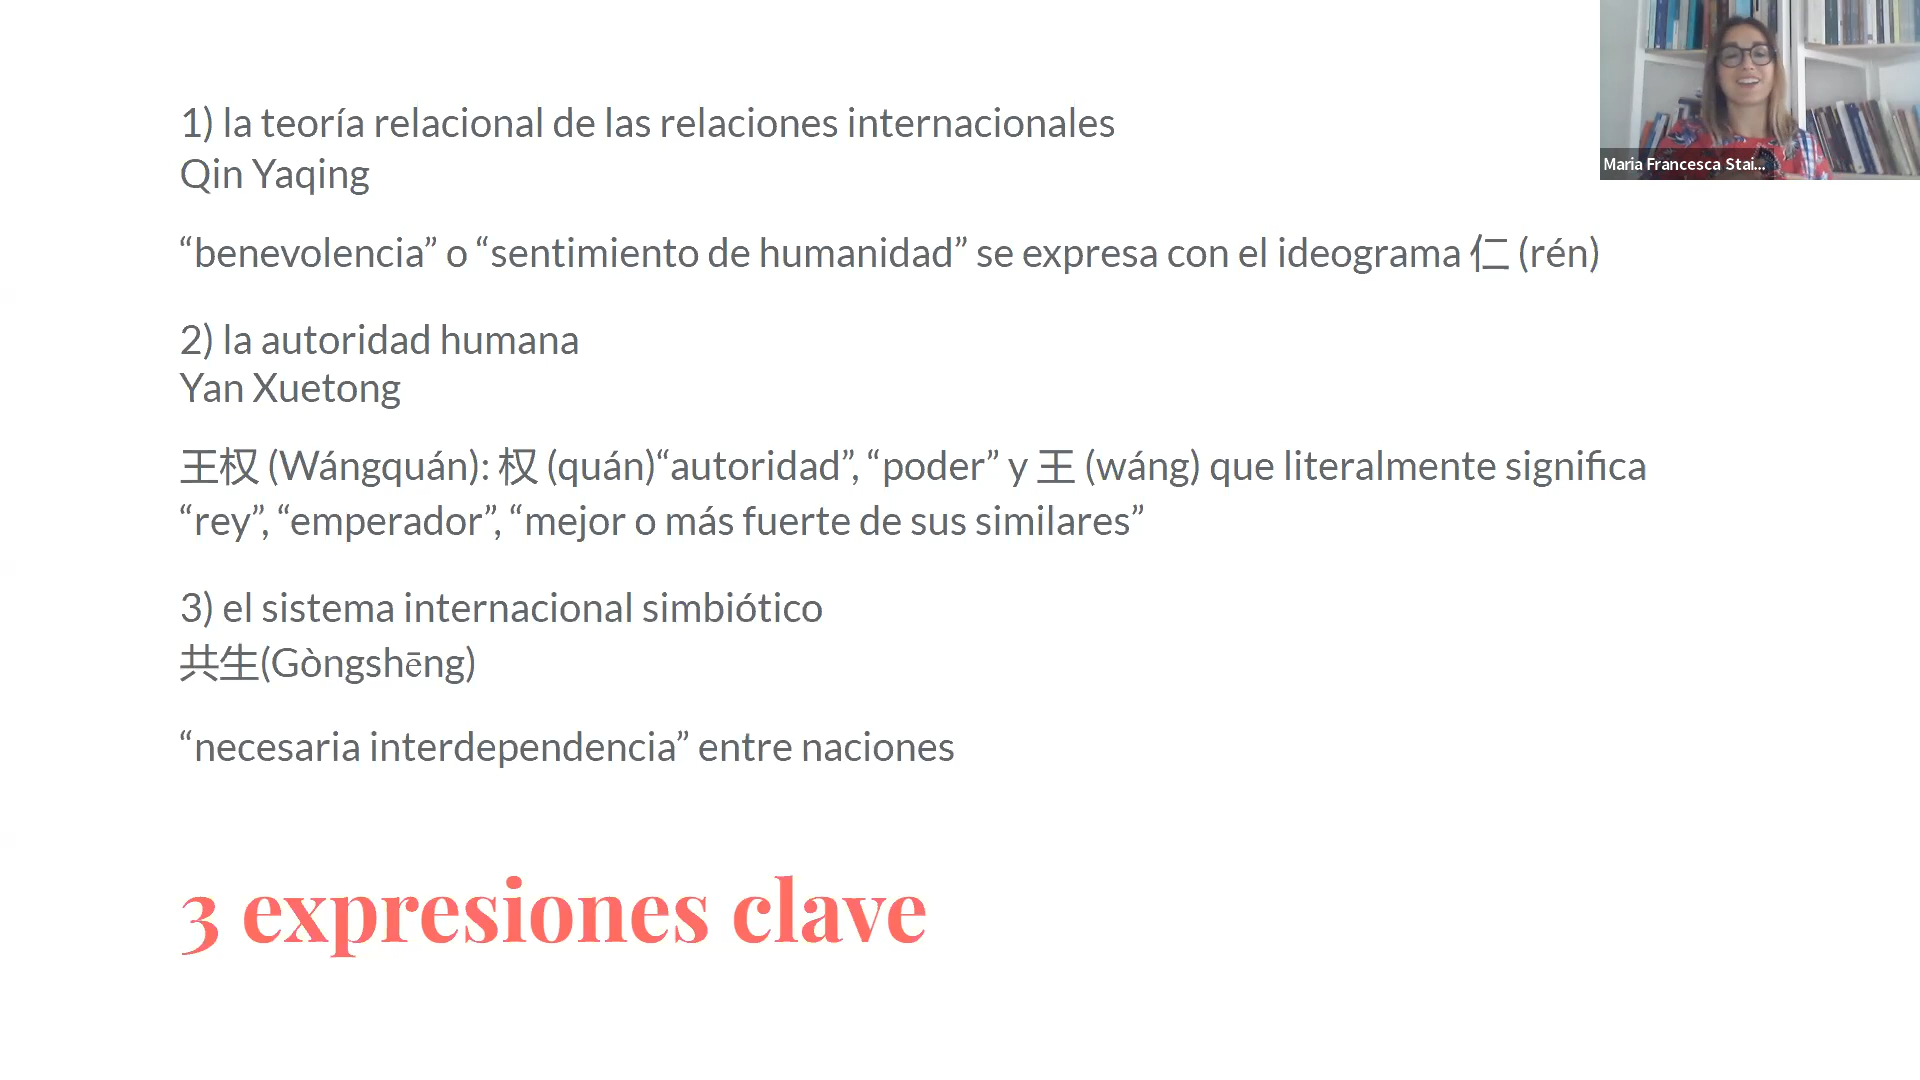 1) la teoría relacional de las relaciones internacionales
Qin Yaqing
“benevolencia” o “sentimiento de humanidad” se expresa con el ideograma 仁 (rén)
2) la autoridad humana
Yan Xuetong
王权 (Wángquán): 权 (quán)“autoridad”, “poder” y 王 (wáng) que literalmente significa
“rey”, “emperador”, “mejor o más fuerte de sus similares”
3) el sistema internacional simbiótico
共生(Gòngshēng)
“necesaria interdependencia” entre naciones
3 expresiones clave
Maria Francesca Stai...